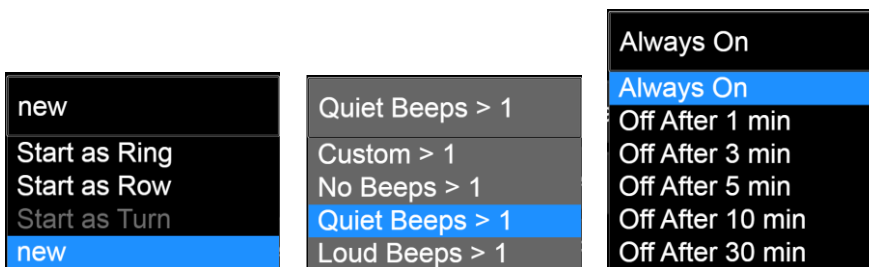 new
Start as Ring
Start as Row
Start as Turn
new
Quiet Beeps > 1
Custom > 1
No Beeps > 1
Quiet Beeps > 1
Loud Beeps > 1
Always On
Always On
Off After 1 min
Off After 3 min
Off After 5 min
Off After 10 min
Off After 30 min